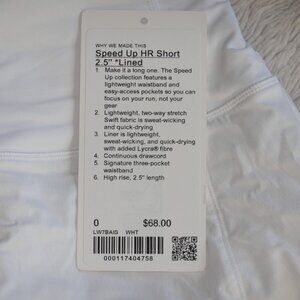 WHY WE MADE THIS
Speed Up HR Short
2.5" *Lined
1. Make it a long one. The Speed
Up collection features a
lightweight waistband and
easy-access pockets so you can
focus on your run, not your
gear
2. Lightweight, two-way stretch
Swift fabric is sweat-wicking
and quick-drying
3. Liner is lightweight,
sweat-wicking, and quick-drying
with added Lycra® fibre
4. Continuous drawcord
5. Signature three-pocket
waistband
6. High rise, 2.5" length
0 $68.00
LW7BAIS WHT
000117404758